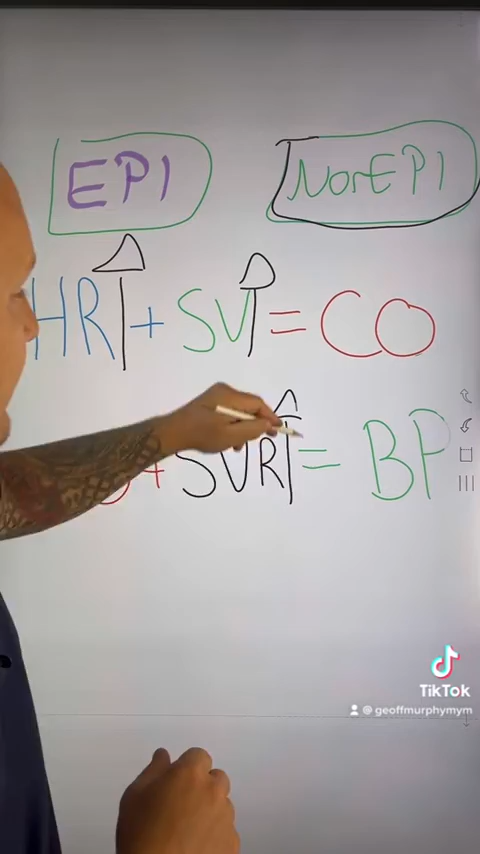 EPI
NorEPI
HR↑ + SV↑ = CO
+ SVR↑ = BP
TikTok
@geoffmurphymym